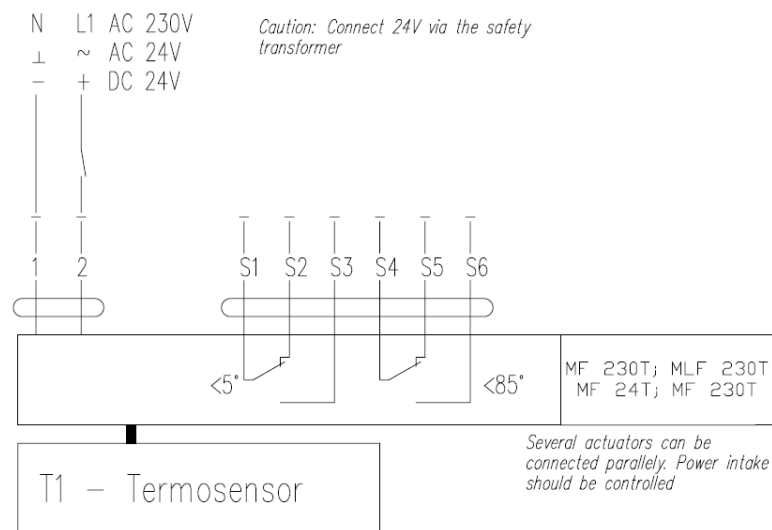 N L1 AC 230V
⊥ ~ AC 24V
− + DC 24V
Caution: Connect 24V via the safety
transformer
1 2 S1 S2 S3 S4 S5 S6
<5° <85°
MF 230T; MLF 230T
MF 24T; MF 230T
Several actuators can be
connected parallely. Power intake
should be controlled
T1 – Termosensor